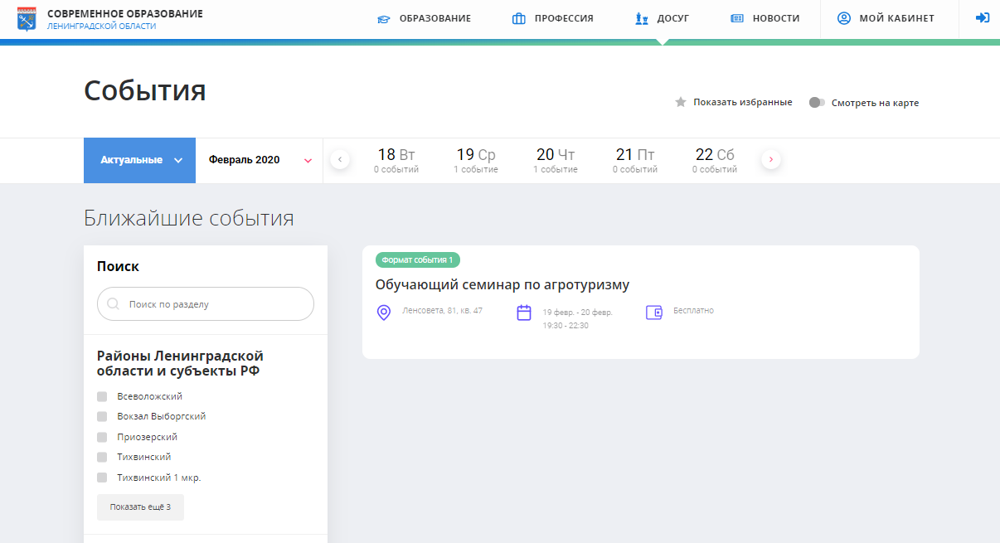 СОВРЕМЕННОЕ ОБРАЗОВАНИЕ
ЛЕНИНГРАДСКОЙ ОБЛАСТИ
ОБРАЗОВАНИЕ
ПРОФЕССИЯ
ДОСУГ
НОВОСТИ
МОЙ КАБИНЕТ
События
Показать избранные
Смотреть на карте
Актуальные
Февраль 2020
18 Вт
0 событий
19 Ср
1 событие
20 Чт
1 событие
21 Пт
0 событий
22 Сб
0 событий
Ближайшие события
Поиск
Поиск по разделу
Районы Ленинградской
области и субъекты РФ
Всеволожский
Вокзал Выборгский
Приозерский
Тихвинский
Тихвинский 1 мкр.
Показать ещё 3
Формат события 1
Обучающий семинар по агротуризму
Ленсовета, 81, кв. 47
19 февр. - 20 февр.
19:30 - 22:30
Бесплатно